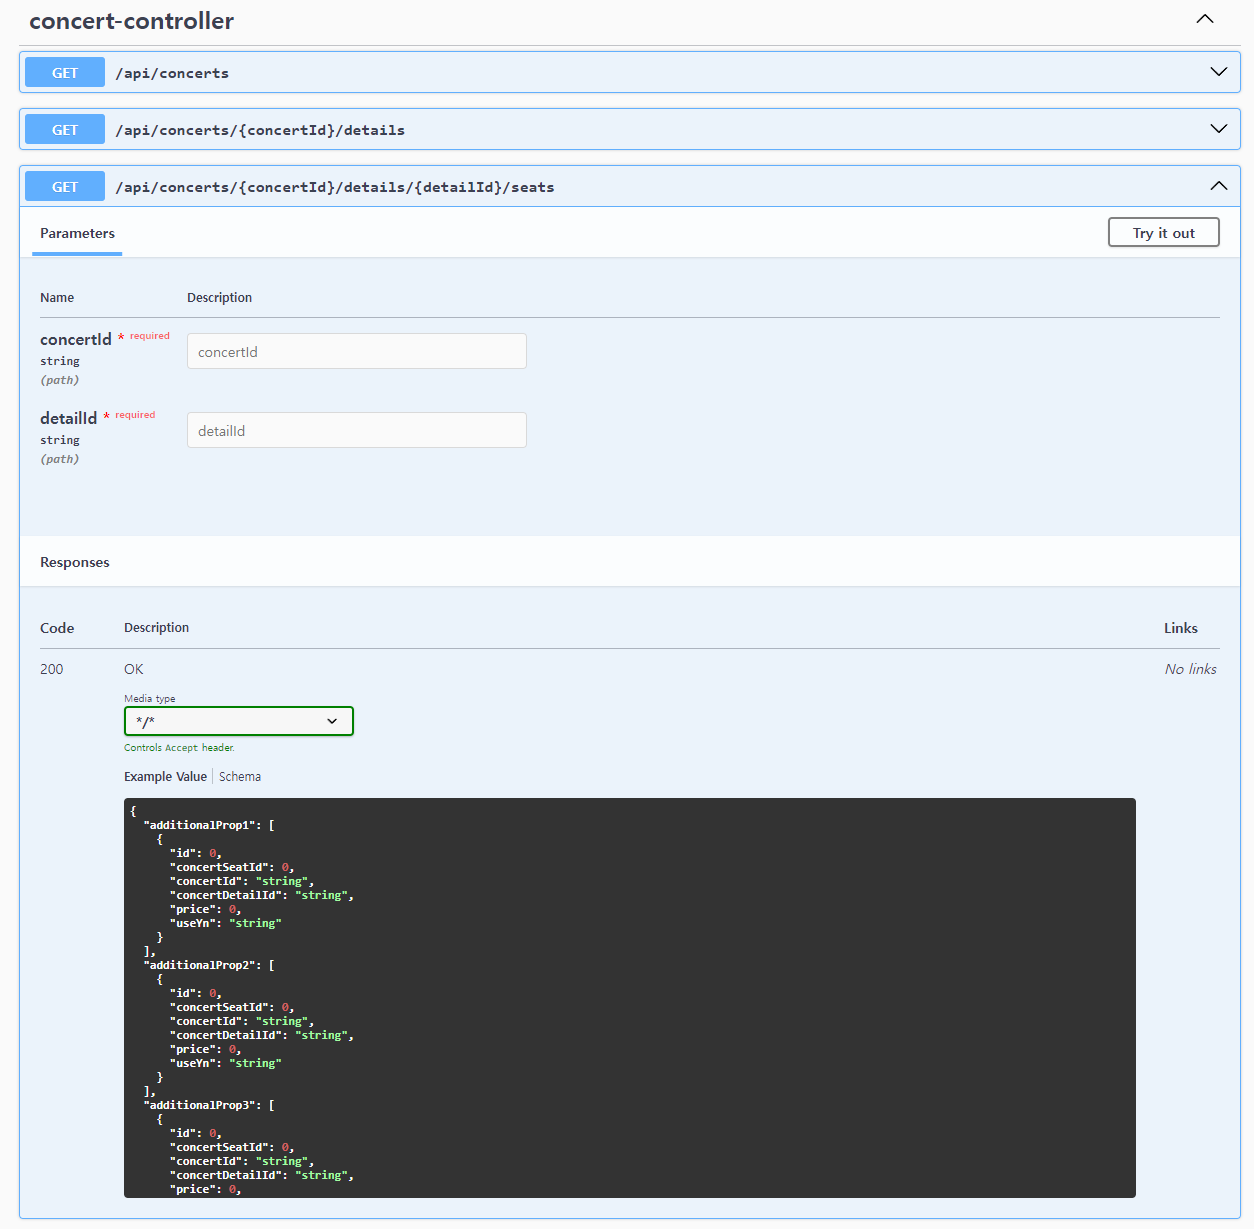 concert-controller
GET /api/concerts
GET /api/concerts/{concertId}/details
GET /api/concerts/{concertId}/details/{detailId}/seats
Parameters
Try it out
Name Description
concertId * required
string
(path)
concertId
detailId * required
string
(path)
detailId
Responses
Code Description Links
200 OK No links
Media type
*/*
Controls Accept header.
Example Value Schema
{
  "additionalProp1": [
    {
      "id": 0,
      "concertSeatId": 0,
      "concertId": "string",
      "concertDetailId": "string",
      "price": 0,
      "useYn": "string"
    }
  ],
  "additionalProp2": [
    {
      "id": 0,
      "concertSeatId": 0,
      "concertId": "string",
      "concertDetailId": "string",
      "price": 0,
      "useYn": "string"
    }
  ],
  "additionalProp3": [
    {
      "id": 0,
      "concertSeatId": 0,
      "concertId": "string",
      "concertDetailId": "string",
      "price": 0,